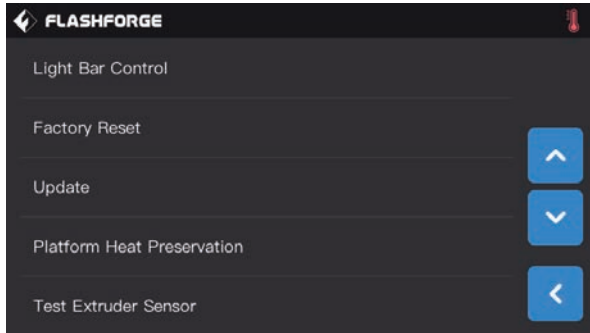 FLASHFORGE
Light Bar Control
Factory Reset
Update
Platform Heat Preservation
Test Extruder Sensor